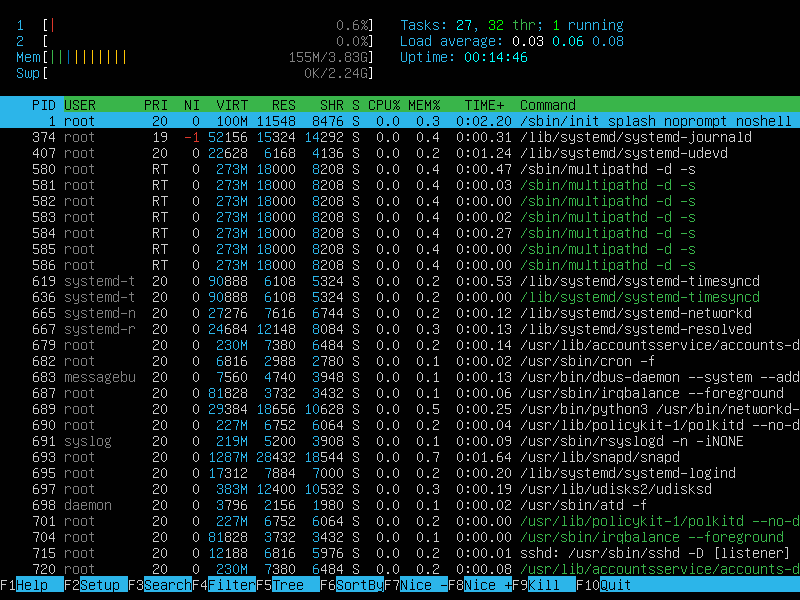 1 [| 0.6%] Tasks: 27, 32 thr; 1 running
2 [ 0.0%] Load average: 0.03 0.06 0.08
Mem[|||||||||| 155M/3.83G] Uptime: 00:14:46
Swp[ 0K/2.24G]
PID USER PRI NI VIRT RES SHR S CPU% MEM% TIME+ Command
1 root 20 0 100M 11548 8476 S 0.0 0.3 0:02.20 /sbin/init splash noprompt noshell
374 root 19 -1 52156 15324 14292 S 0.0 0.4 0:00.31 /lib/systemd/systemd-journald
407 root 20 0 22628 6168 4136 S 0.0 0.2 0:01.24 /lib/systemd/systemd-udevd
580 root RT 0 273M 18000 8208 S 0.0 0.4 0:00.47 /sbin/multipathd -d -s
581 root RT 0 273M 18000 8208 S 0.0 0.4 0:00.03 /sbin/multipathd -d -s
582 root RT 0 273M 18000 8208 S 0.0 0.4 0:00.00 /sbin/multipathd -d -s
583 root RT 0 273M 18000 8208 S 0.0 0.4 0:00.02 /sbin/multipathd -d -s
584 root RT 0 273M 18000 8208 S 0.0 0.4 0:00.27 /sbin/multipathd -d -s
585 root RT 0 273M 18000 8208 S 0.0 0.4 0:00.00 /sbin/multipathd -d -s
586 root RT 0 273M 18000 8208 S 0.0 0.4 0:00.00 /sbin/multipathd -d -s
619 systemd-t 20 0 90888 6108 5324 S 0.0 0.2 0:00.53 /lib/systemd/systemd-timesyncd
636 systemd-t 20 0 90888 6108 5324 S 0.0 0.2 0:00.00 /lib/systemd/systemd-timesyncd
665 systemd-n 20 0 27276 7616 6744 S 0.0 0.2 0:00.12 /lib/systemd/systemd-networkd
667 systemd-r 20 0 24684 12148 8084 S 0.0 0.3 0:00.13 /lib/systemd/systemd-resolved
679 root 20 0 230M 7380 6484 S 0.0 0.2 0:00.14 /usr/lib/accountsservice/accounts-d
682 root 20 0 6816 2988 2780 S 0.0 0.1 0:00.02 /usr/sbin/cron -f
683 messagebu 20 0 7560 4740 3948 S 0.0 0.1 0:00.13 /usr/bin/dbus-daemon --system --add
687 root 20 0 81828 3732 3432 S 0.0 0.1 0:00.06 /usr/sbin/irqbalance --foreground
689 root 20 0 29384 18656 10628 S 0.0 0.5 0:00.25 /usr/bin/python3 /usr/bin/networkd-
690 root 20 0 227M 6752 6064 S 0.0 0.2 0:00.04 /usr/lib/policykit-1/polkitd --no-d
691 syslog 20 0 219M 5200 3908 S 0.0 0.1 0:00.09 /usr/sbin/rsyslogd -n -iNONE
693 root 20 0 1287M 28432 18544 S 0.0 0.7 0:01.64 /usr/lib/snapd/snapd
695 root 20 0 17312 7884 7000 S 0.0 0.2 0:00.20 /lib/systemd/systemd-logind
697 root 20 0 383M 12400 10532 S 0.0 0.3 0:00.19 /usr/lib/udisks2/udisksd
698 daemon 20 0 3796 2156 1980 S 0.0 0.1 0:00.02 /usr/sbin/atd -f
701 root 20 0 227M 6752 6064 S 0.0 0.2 0:00.00 /usr/lib/policykit-1/polkitd --no-d
704 root 20 0 81828 3732 3432 S 0.0 0.1 0:00.00 /usr/sbin/irqbalance --foreground
715 root 20 0 12188 6816 5976 S 0.0 0.2 0:00.01 sshd: /usr/sbin/sshd -D [listener]
720 root 20 0 230M 7380 6484 S 0.0 0.2 0:00.08 /usr/lib/accountsservice/accounts-d
F1Help F2Setup F3SearchF4FilterF5Tree F6SortByF7Nice -F8Nice +F9Kill F10Quit